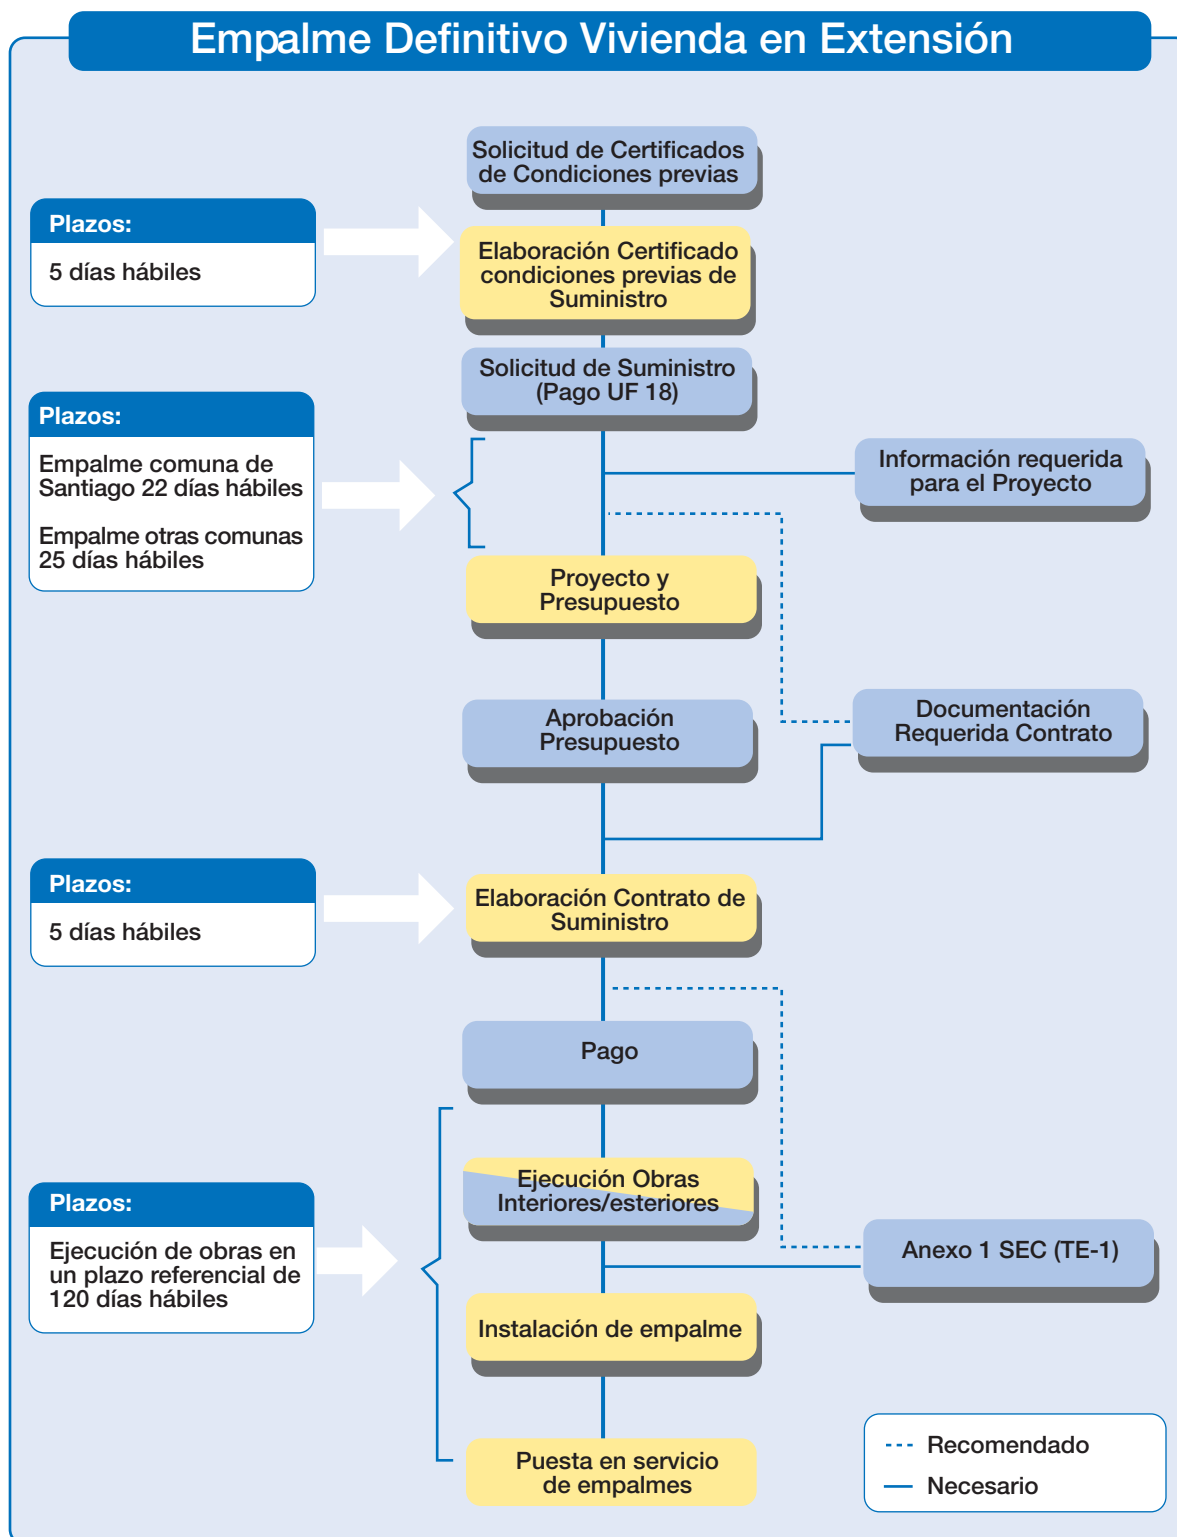 Empalme Definitivo Vivienda en Extensión
Solicitud de Certificados
de Condiciones previas
Plazos:
5 días hábiles
Elaboración Certificado
condiciones previas de
Suministro
Solicitud de Suministro
(Pago UF 18)
Plazos:
Empalme comuna de
Santiago 22 días hábiles
Empalme otras comunas
25 días hábiles
Información requerida
para el Proyecto
Proyecto y
Presupuesto
Aprobación
Presupuesto
Documentación
Requerida Contrato
Plazos:
5 días hábiles
Elaboración Contrato de
Suministro
Pago
Plazos:
Ejecución de obras en
un plazo referencial de
120 días hábiles
Ejecución Obras
Interiores/esteriores
Anexo 1 SEC (TE-1)
Instalación de empalme
Puesta en servicio
de empalmes
Recomendado
Necesario